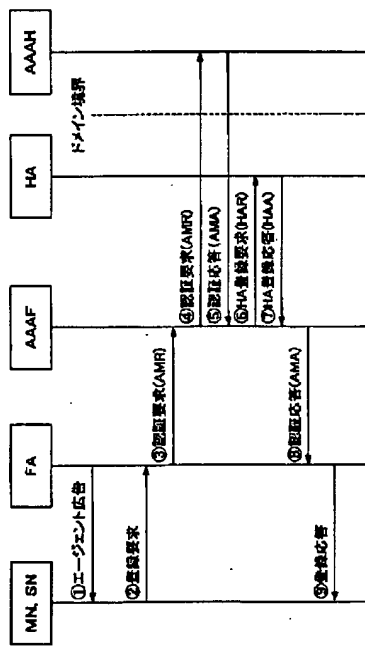 MN, SN
FA
AAAF
HA
AAAH
ドメイン境界
①エージェント広告
②登録要求
③認証要求(AMR)
④認証要求(AMR)
⑤認証応答(AMA)
⑥HA登録要求(HAR)
⑦HA登録応答(HAA)
⑧認証応答(AMA)
⑨登録応答